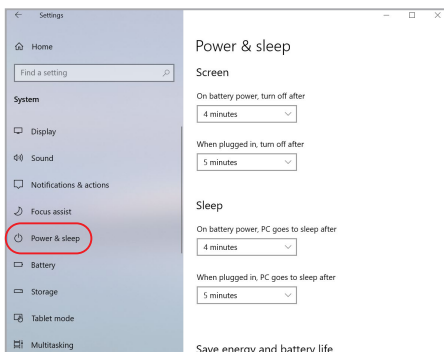 Settings
Home
Find a setting
System
Display
Sound
Notifications & actions
Focus assist
Power & sleep
Battery
Storage
Tablet mode
Multitasking
Power & sleep
Screen
On battery power, turn off after
4 minutes
When plugged in, turn off after
5 minutes
Sleep
On battery power, PC goes to sleep after
4 minutes
When plugged in, PC goes to sleep after
5 minutes
Save energy and battery life